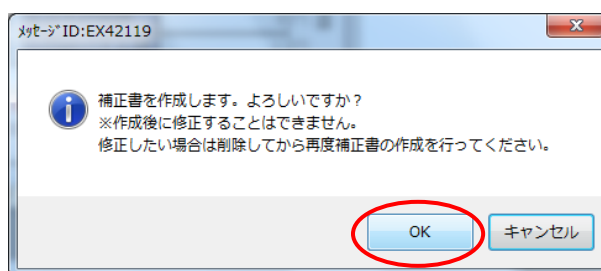 ﾒｯｾｰｼﾞID:EX42119
補正書を作成します。よろしいですか？
※作成後に修正することはできません。
修正したい場合は削除してから再度補正書の作成を行ってください。
OK
キャンセル